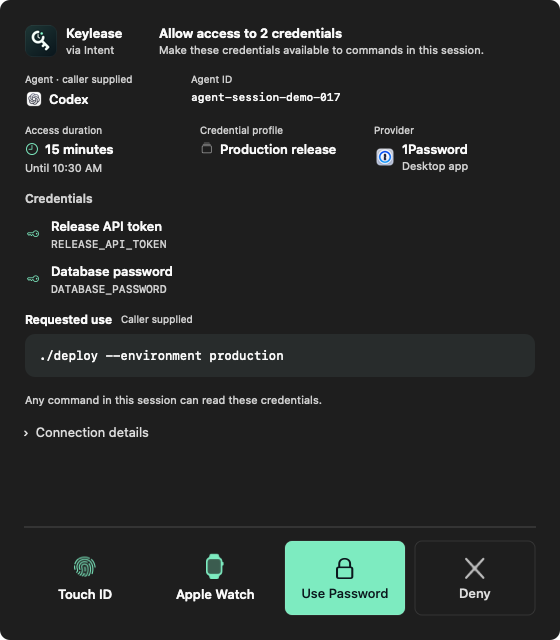 Keylease
via Intent
Allow access to 2 credentials
Make these credentials available to commands in this session.
Agent · caller supplied
Codex
Agent ID
agent-session-demo-017
Access duration
15 minutes
Until 10:30 AM
Credential profile
Production release
Provider
1Password
Desktop app
Credentials
Release API token
RELEASE_API_TOKEN
Database password
DATABASE_PASSWORD
Requested use Caller supplied
./deploy --environment production
Any command in this session can read these credentials.
› Connection details
Touch ID
Apple Watch
Use Password
Deny